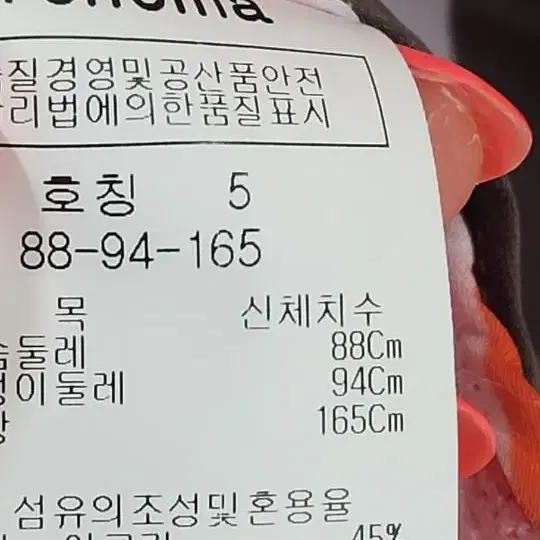 질경영및공산품안전
리법에의한품질표시
호칭 5
88-94-165
목 신체치수
둘레 88Cm
이둘레 94Cm
165Cm
섬유의조성및혼용율
45%